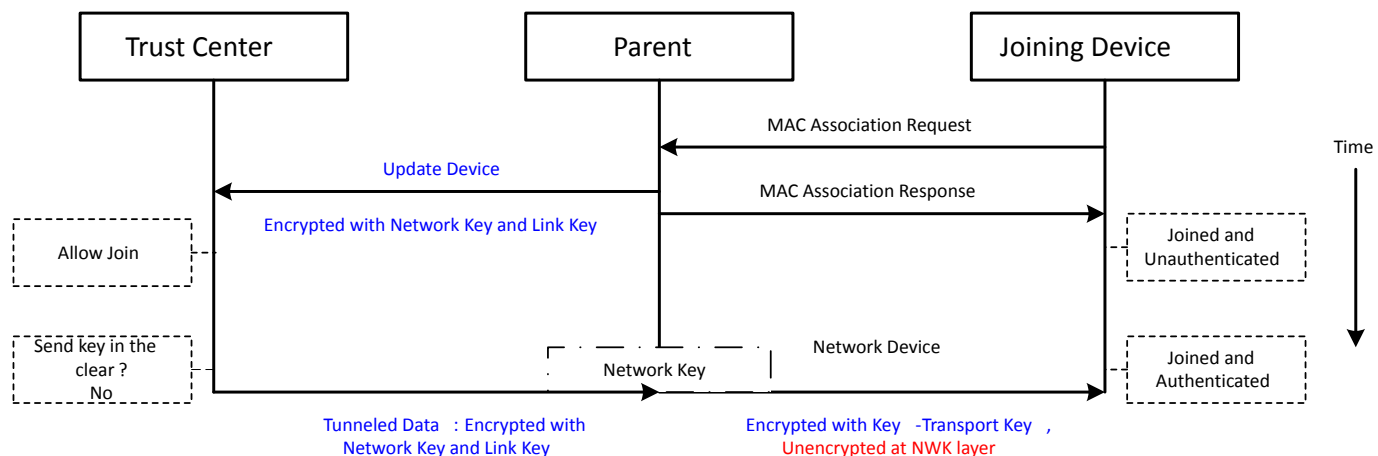 Trust Center
Parent
Joining Device
MAC Association Request
Time
Update Device
MAC Association Response
Encrypted with Network Key and Link Key
Allow Join
Joined and
Unauthenticated
Send key in the
clear ?
No
Network Key
Network Device
Joined and
Authenticated
Tunneled Data : Encrypted with
Network Key and Link Key
Encrypted with Key -Transport Key ,
Unencrypted at NWK layer